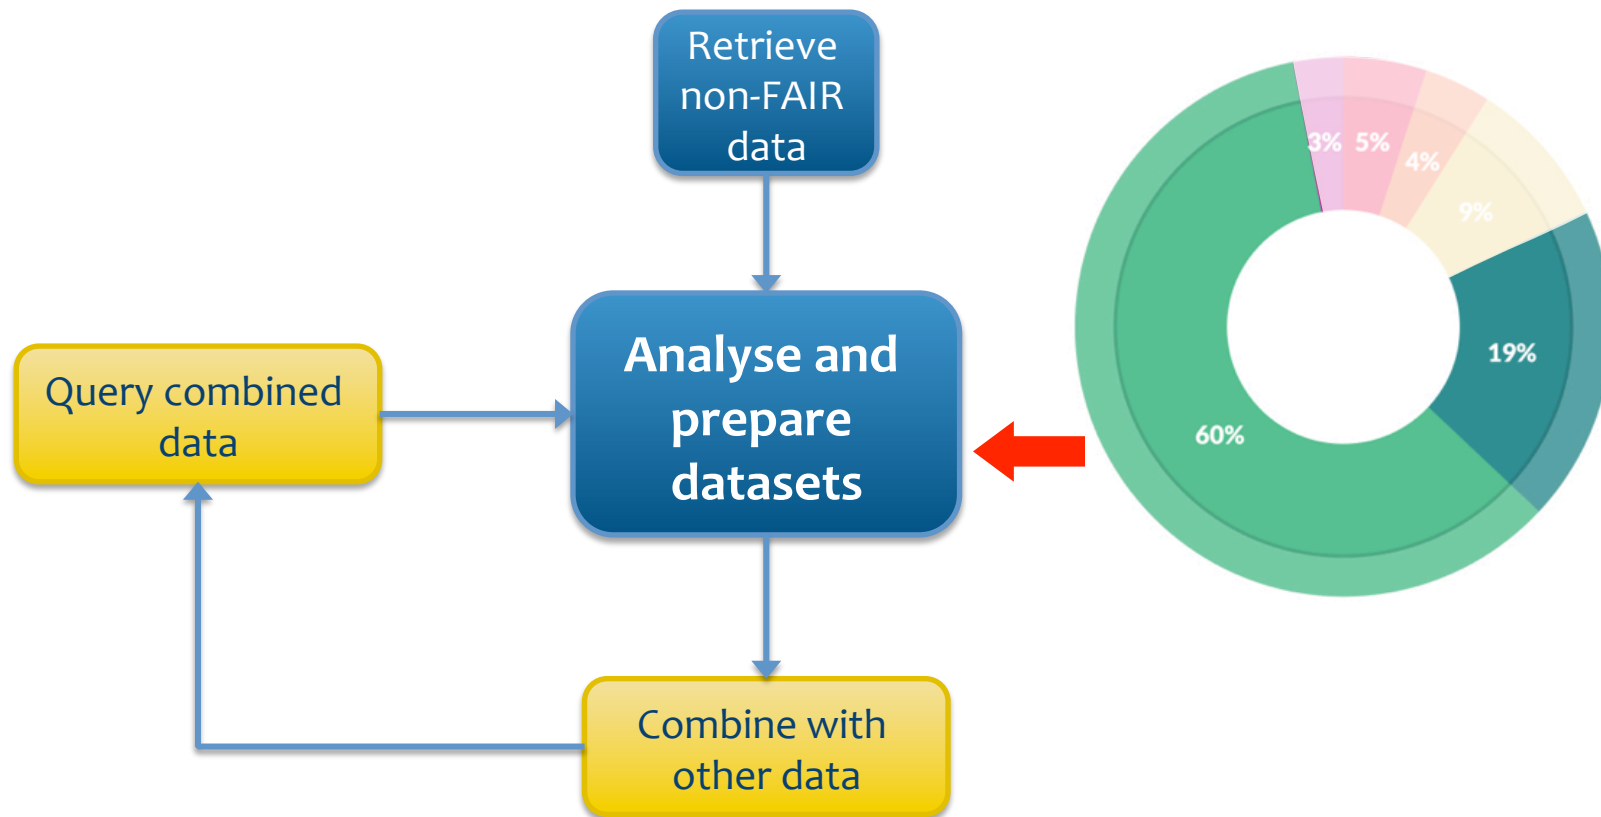 Retrieve
non-FAIR
data
Analyse and
prepare
datasets
Query combined
data
Combine with
other data
3%
5%
4%
9%
19%
60%